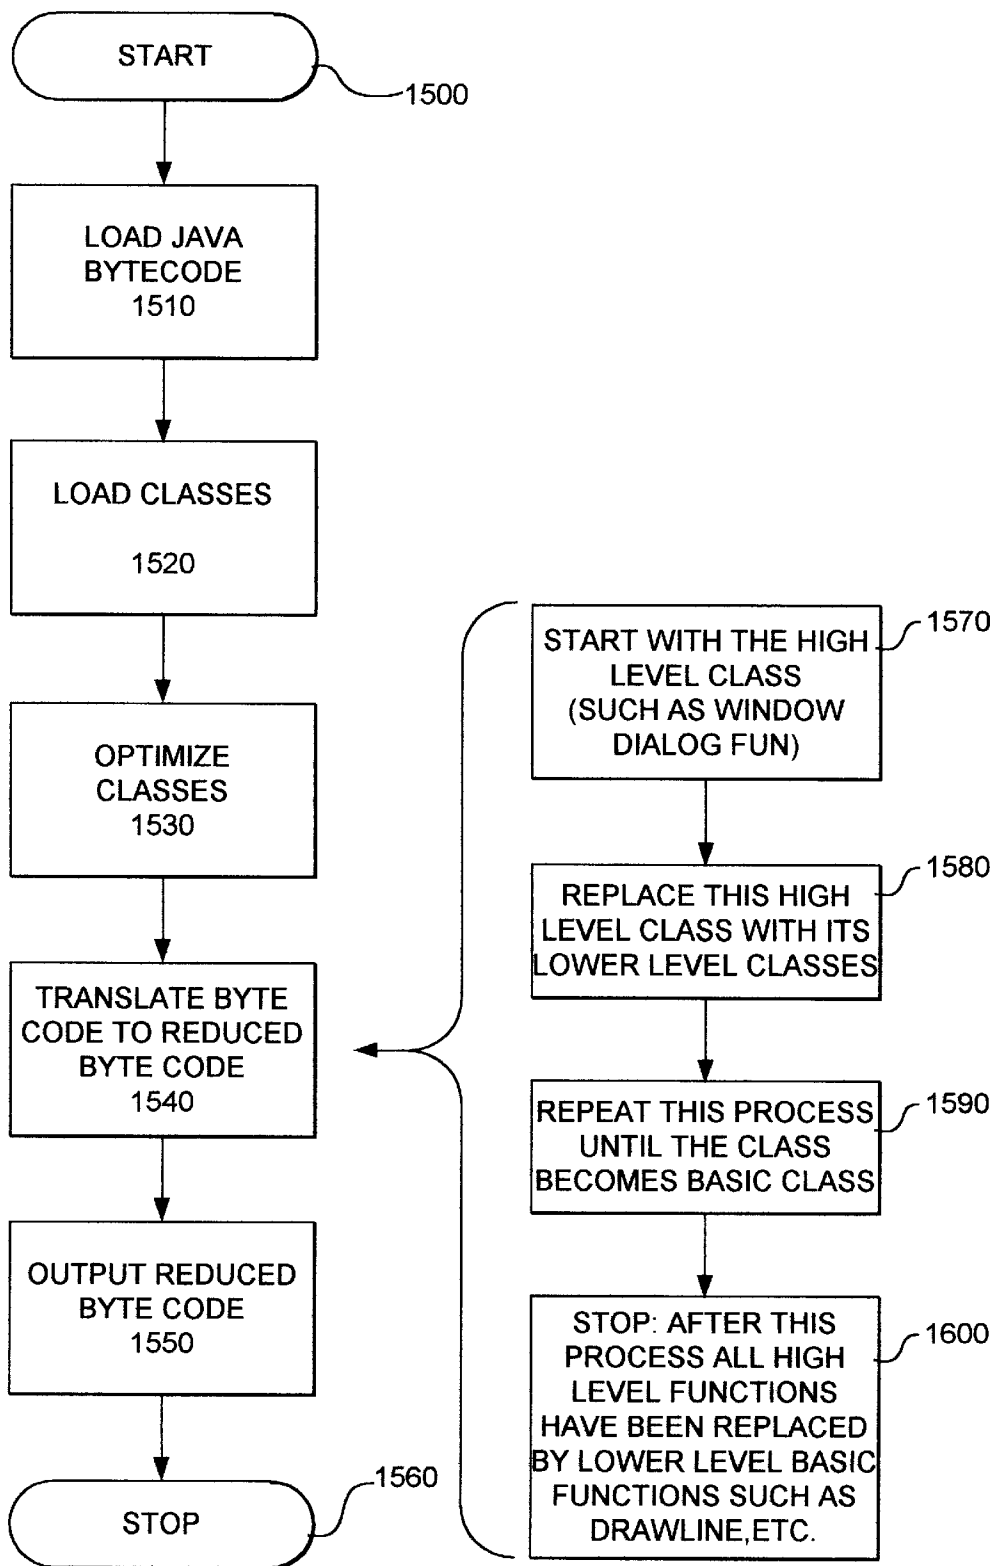 START
1500
LOAD JAVA
BYTECODE
1510
LOAD CLASSES
1520
OPTIMIZE
CLASSES
1530
TRANSLATE BYTE
CODE TO REDUCED
BYTE CODE
1540
OUTPUT REDUCED
BYTE CODE
1550
STOP
1560
START WITH THE HIGH
LEVEL CLASS
(SUCH AS WINDOW
DIALOG FUN)
1570
REPLACE THIS HIGH
LEVEL CLASS WITH ITS
LOWER LEVEL CLASSES
1580
REPEAT THIS PROCESS
UNTIL THE CLASS
BECOMES BASIC CLASS
1590
STOP: AFTER THIS
PROCESS ALL HIGH
LEVEL FUNCTIONS
HAVE BEEN REPLACED
BY LOWER LEVEL BASIC
FUNCTIONS SUCH AS
DRAWLINE,ETC.
1600